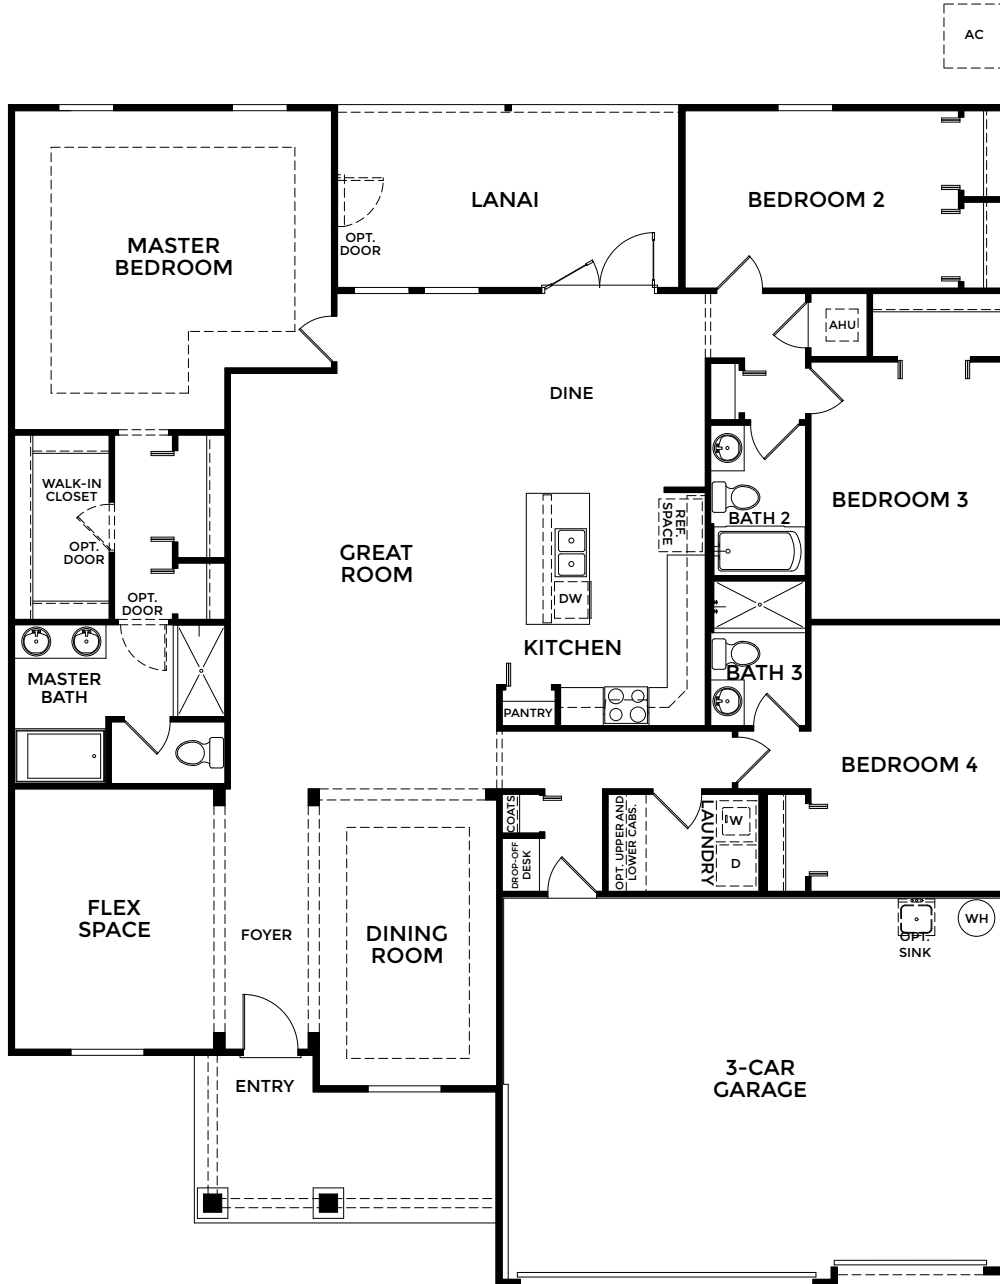 AC
LANAI
BEDROOM 2
OPT.
DOOR
MASTER
BEDROOM
AHU
DINE
WALK-IN
CLOSET
OPT.
DOOR
BEDROOM 3
REF.
SPACE
BATH 2
GREAT
ROOM
DW
OPT.
DOOR
KITCHEN
BATH 3
MASTER
BATH
PANTRY
BEDROOM 4
COATS
OPT. UPPER AND
LOWER CABS.
LAUNDRY
W
D
DROP-OFF
DESK
FLEX
SPACE
FOYER
DINING
ROOM
WH
OPT.
SINK
ENTRY
3-CAR
GARAGE